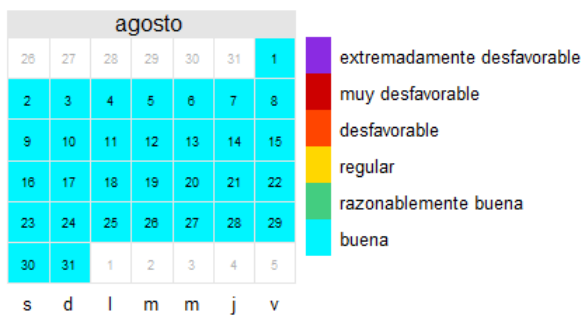 agosto
26 27 28 29 30 31 1
2 3 4 5 6 7 8
9 10 11 12 13 14 15
16 17 18 19 20 21 22
23 24 25 26 27 28 29
30 31 1 2 3 4 5
s d l m m j v
extremadamente desfavorable
muy desfavorable
desfavorable
regular
razonablemente buena
buena